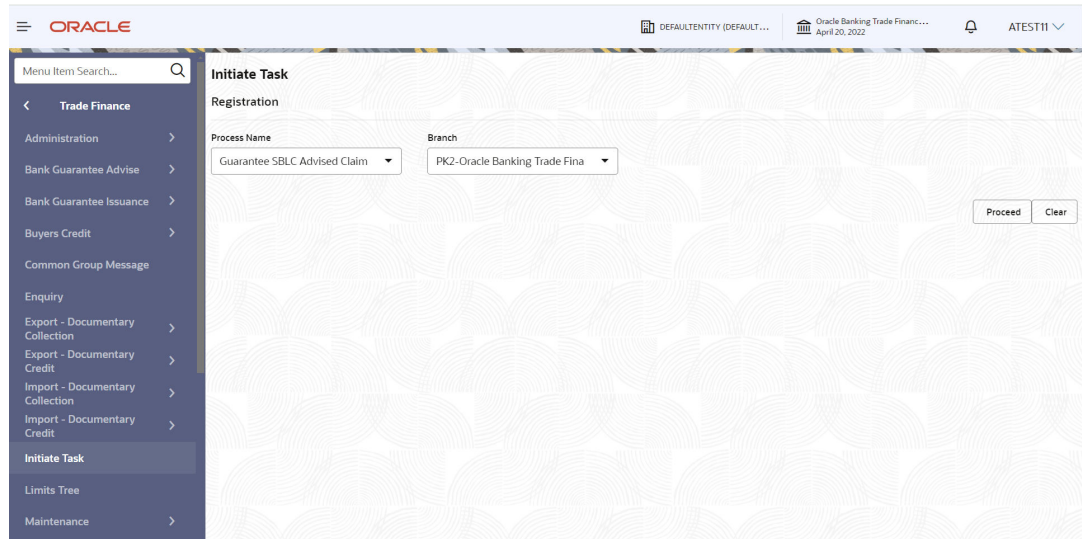 ORACLE
DEFAULTENTITY (DEFAULT...
Oracle Banking Trade Financ...
April 20, 2022
ATEST11
Menu Item Search...
Trade Finance
Administration
Bank Guarantee Advise
Bank Guarantee Issuance
Buyers Credit
Common Group Message
Enquiry
Export - Documentary
Collection
Export - Documentary
Credit
Import - Documentary
Collection
Import - Documentary
Credit
Initiate Task
Limits Tree
Maintenance
Initiate Task
Registration
Process Name
Branch
Guarantee SBLC Advised Claim
PK2-Oracle Banking Trade Fina
Proceed
Clear